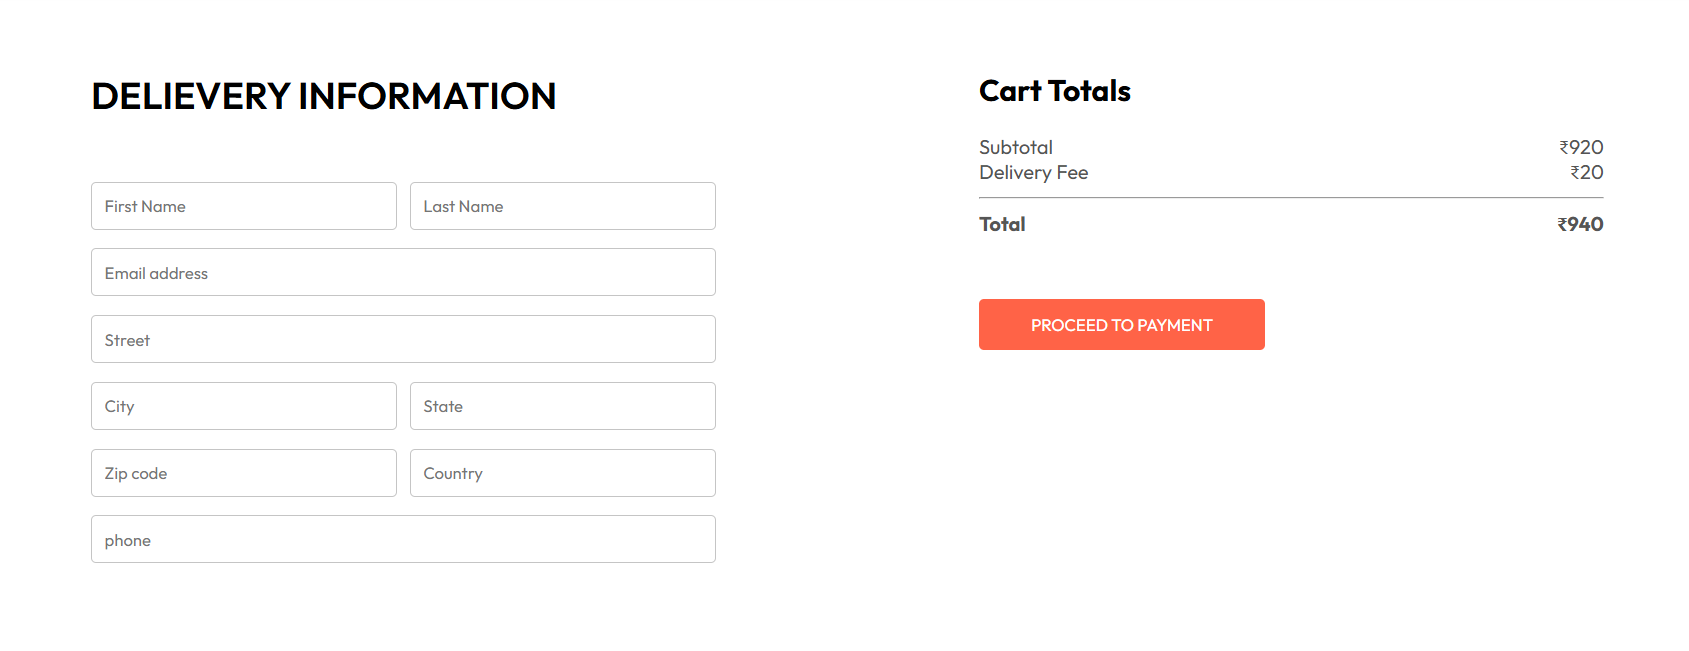 DELIEVERY INFORMATION
First Name Last Name
Email address
Street
City State
Zip code Country
phone
Cart Totals
Subtotal ₹920
Delivery Fee ₹20
Total ₹940
PROCEED TO PAYMENT